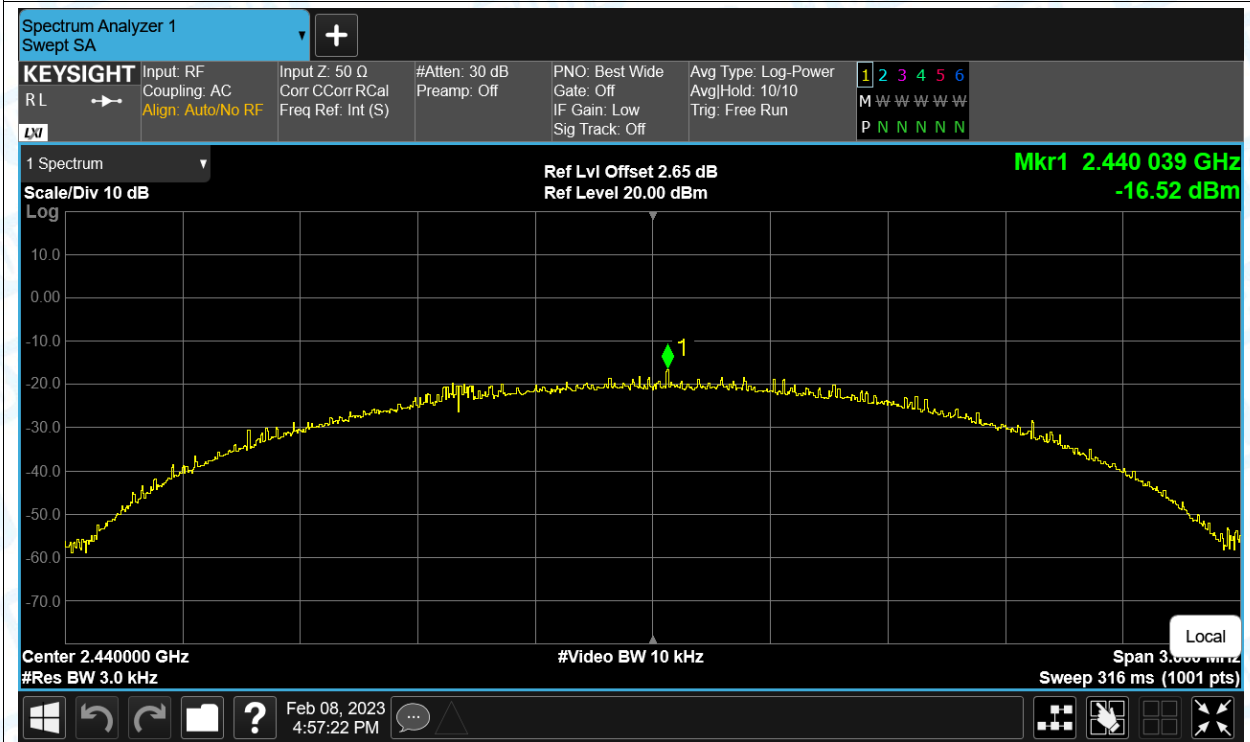 Spectrum Analyzer 1
Swept SA
KEYSIGHT
R L
LXI
Input: RF
Coupling: AC
Align: Auto/No RF
Input Z: 50 Ω
Corr CCorr RCal
Freq Ref: Int (S)
#Atten: 30 dB
Preamp: Off
PNO: Best Wide
Gate: Off
IF Gain: Low
Sig Track: Off
Avg Type: Log-Power
Avg|Hold: 10/10
Trig: Free Run
1 2 3 4 5 6
M W W W W W W
P N N N N N
1 Spectrum
Scale/Div 10 dB
Log
Ref Lvl Offset 2.65 dB
Ref Level 20.00 dBm
Mkr1 2.440 039 GHz
-16.52 dBm
10.0
0.00
-10.0
1
-20.0
-30.0
-40.0
-50.0
-60.0
-70.0
Local
Center 2.440000 GHz
#Video BW 10 kHz
Span 3.000 MHz
#Res BW 3.0 kHz
Sweep 316 ms (1001 pts)
?
Feb 08, 2023
4:57:22 PM